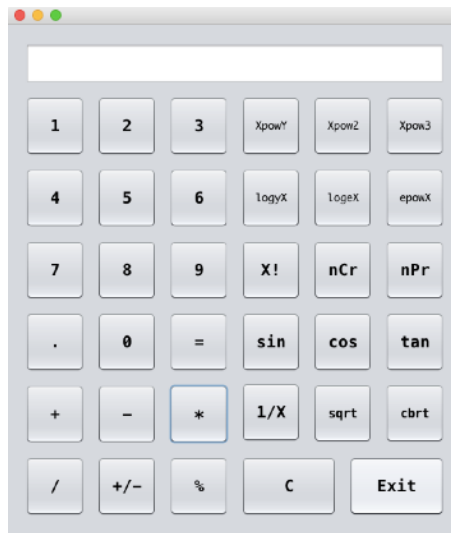 1 2 3 XpowY Xpow2 Xpow3
4 5 6 logyX logeX epowX
7 8 9 X! nCr nPr
. 0 = sin cos tan
+ - * 1/X sqrt cbrt
/ +/- % C Exit